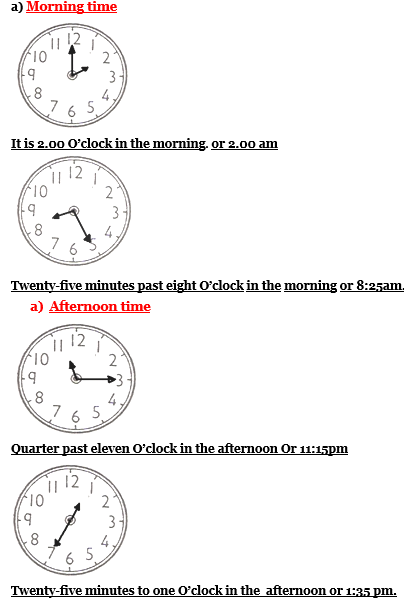 a) Morning time
12 1 2 3 4 5 6 7 8 9 10 11
It is 2.00 O’clock in the morning. or 2.00 am
12 1 2 3 4 5 6 7 8 9 10 11
Twenty-five minutes past eight O’clock in the morning or 8:25am.
a) Afternoon time
12 1 2 3 4 5 6 7 8 9 10 11
Quarter past eleven O’clock in the afternoon Or 11:15pm
12 1 2 3 4 5 6 7 8 9 10 11
Twenty-five minutes to one O’clock in the afternoon or 1:35 pm.